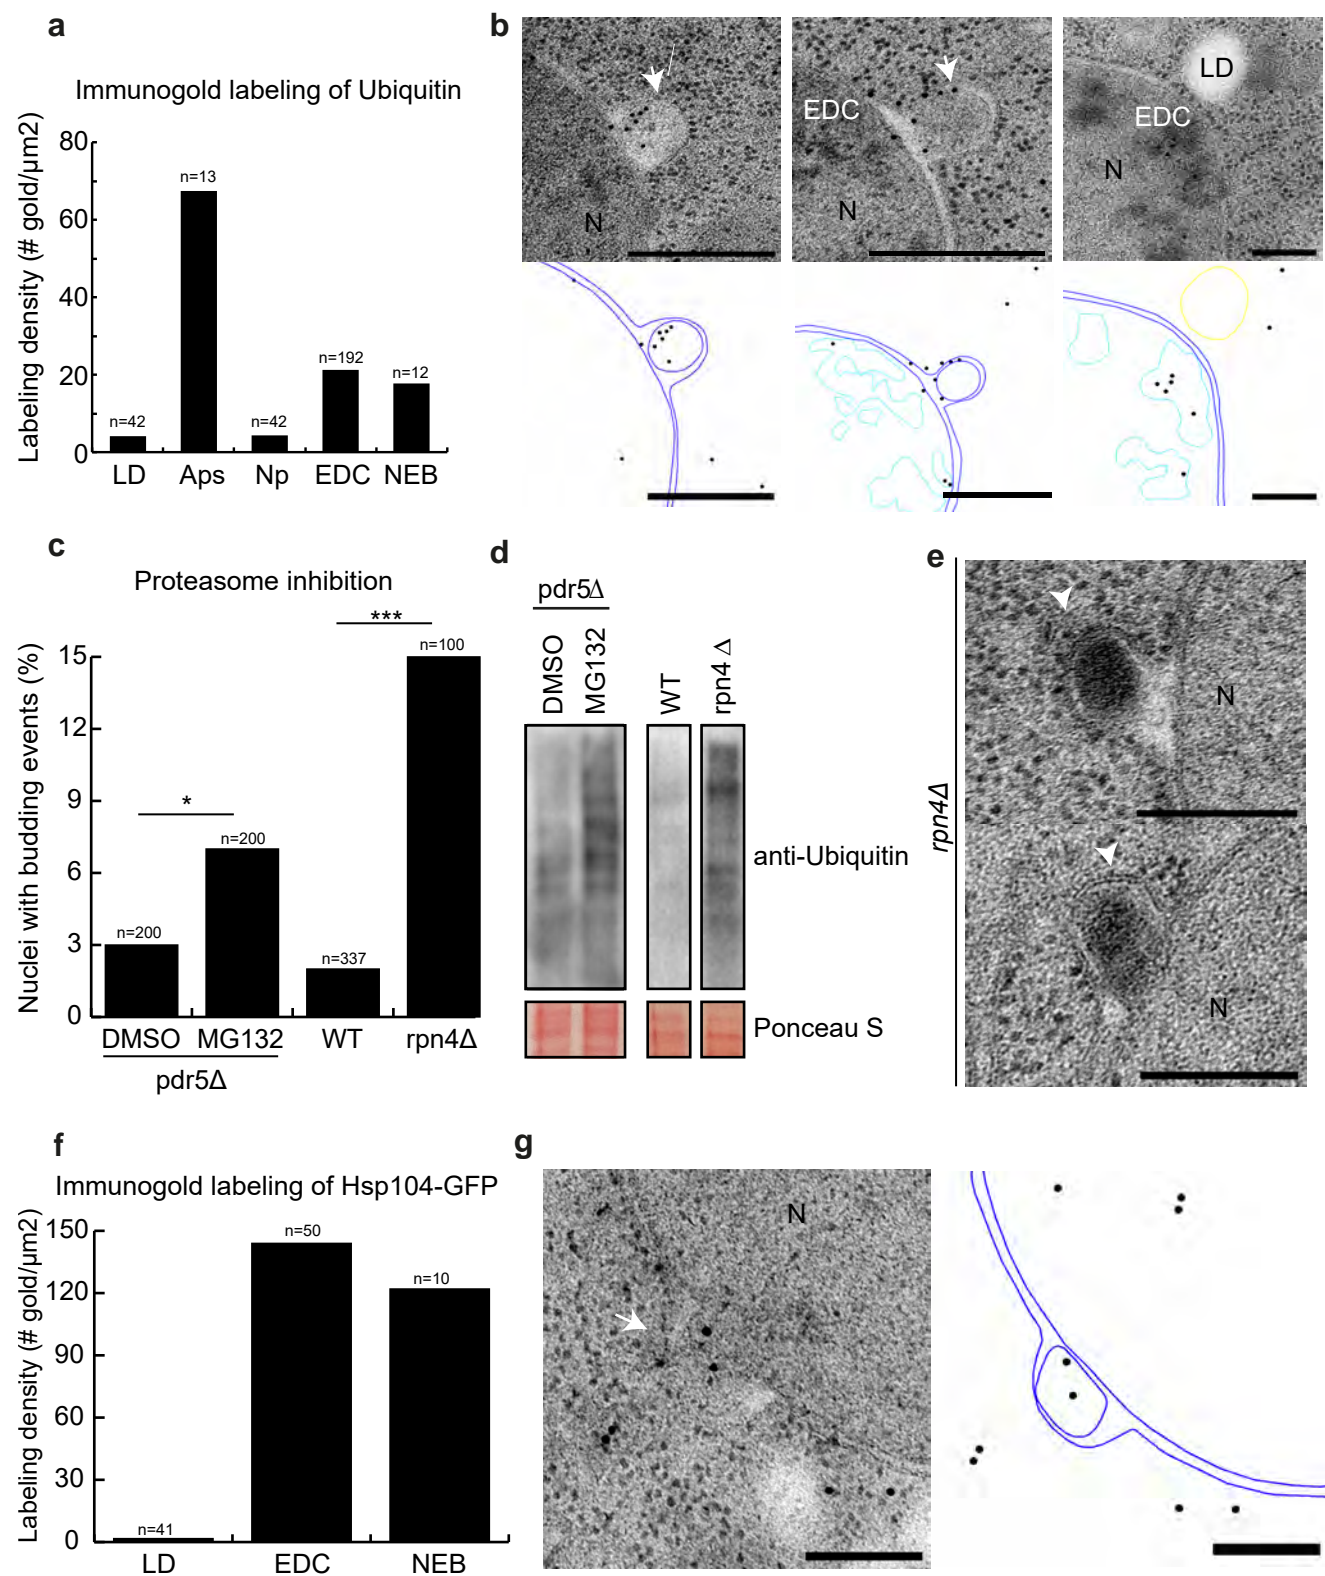 a
Immunogold labeling of Ubiquitin
Labeling density (# gold/µm2)
80
60
40
20
0
n=42
n=13
n=42
n=192
n=12
LD
Aps
Np
EDC
NEB
b
N
EDC
N
LD
EDC
N
c
Proteasome inhibition
Nuclei with budding events (%)
15
12
9
6
3
0
***
*
n=200
n=200
n=337
n=100
DMSO
MG132
WT
rpn4Δ
pdr5Δ
d
pdr5Δ
DMSO
MG132
WT
rpn4 Δ
anti-Ubiquitin
Ponceau S
e
rpn4Δ
N
N
f
Immunogold labeling of Hsp104-GFP
Labeling density (# gold/µm2)
150
120
90
60
30
0
n=41
n=50
n=10
LD
EDC
NEB
g
N